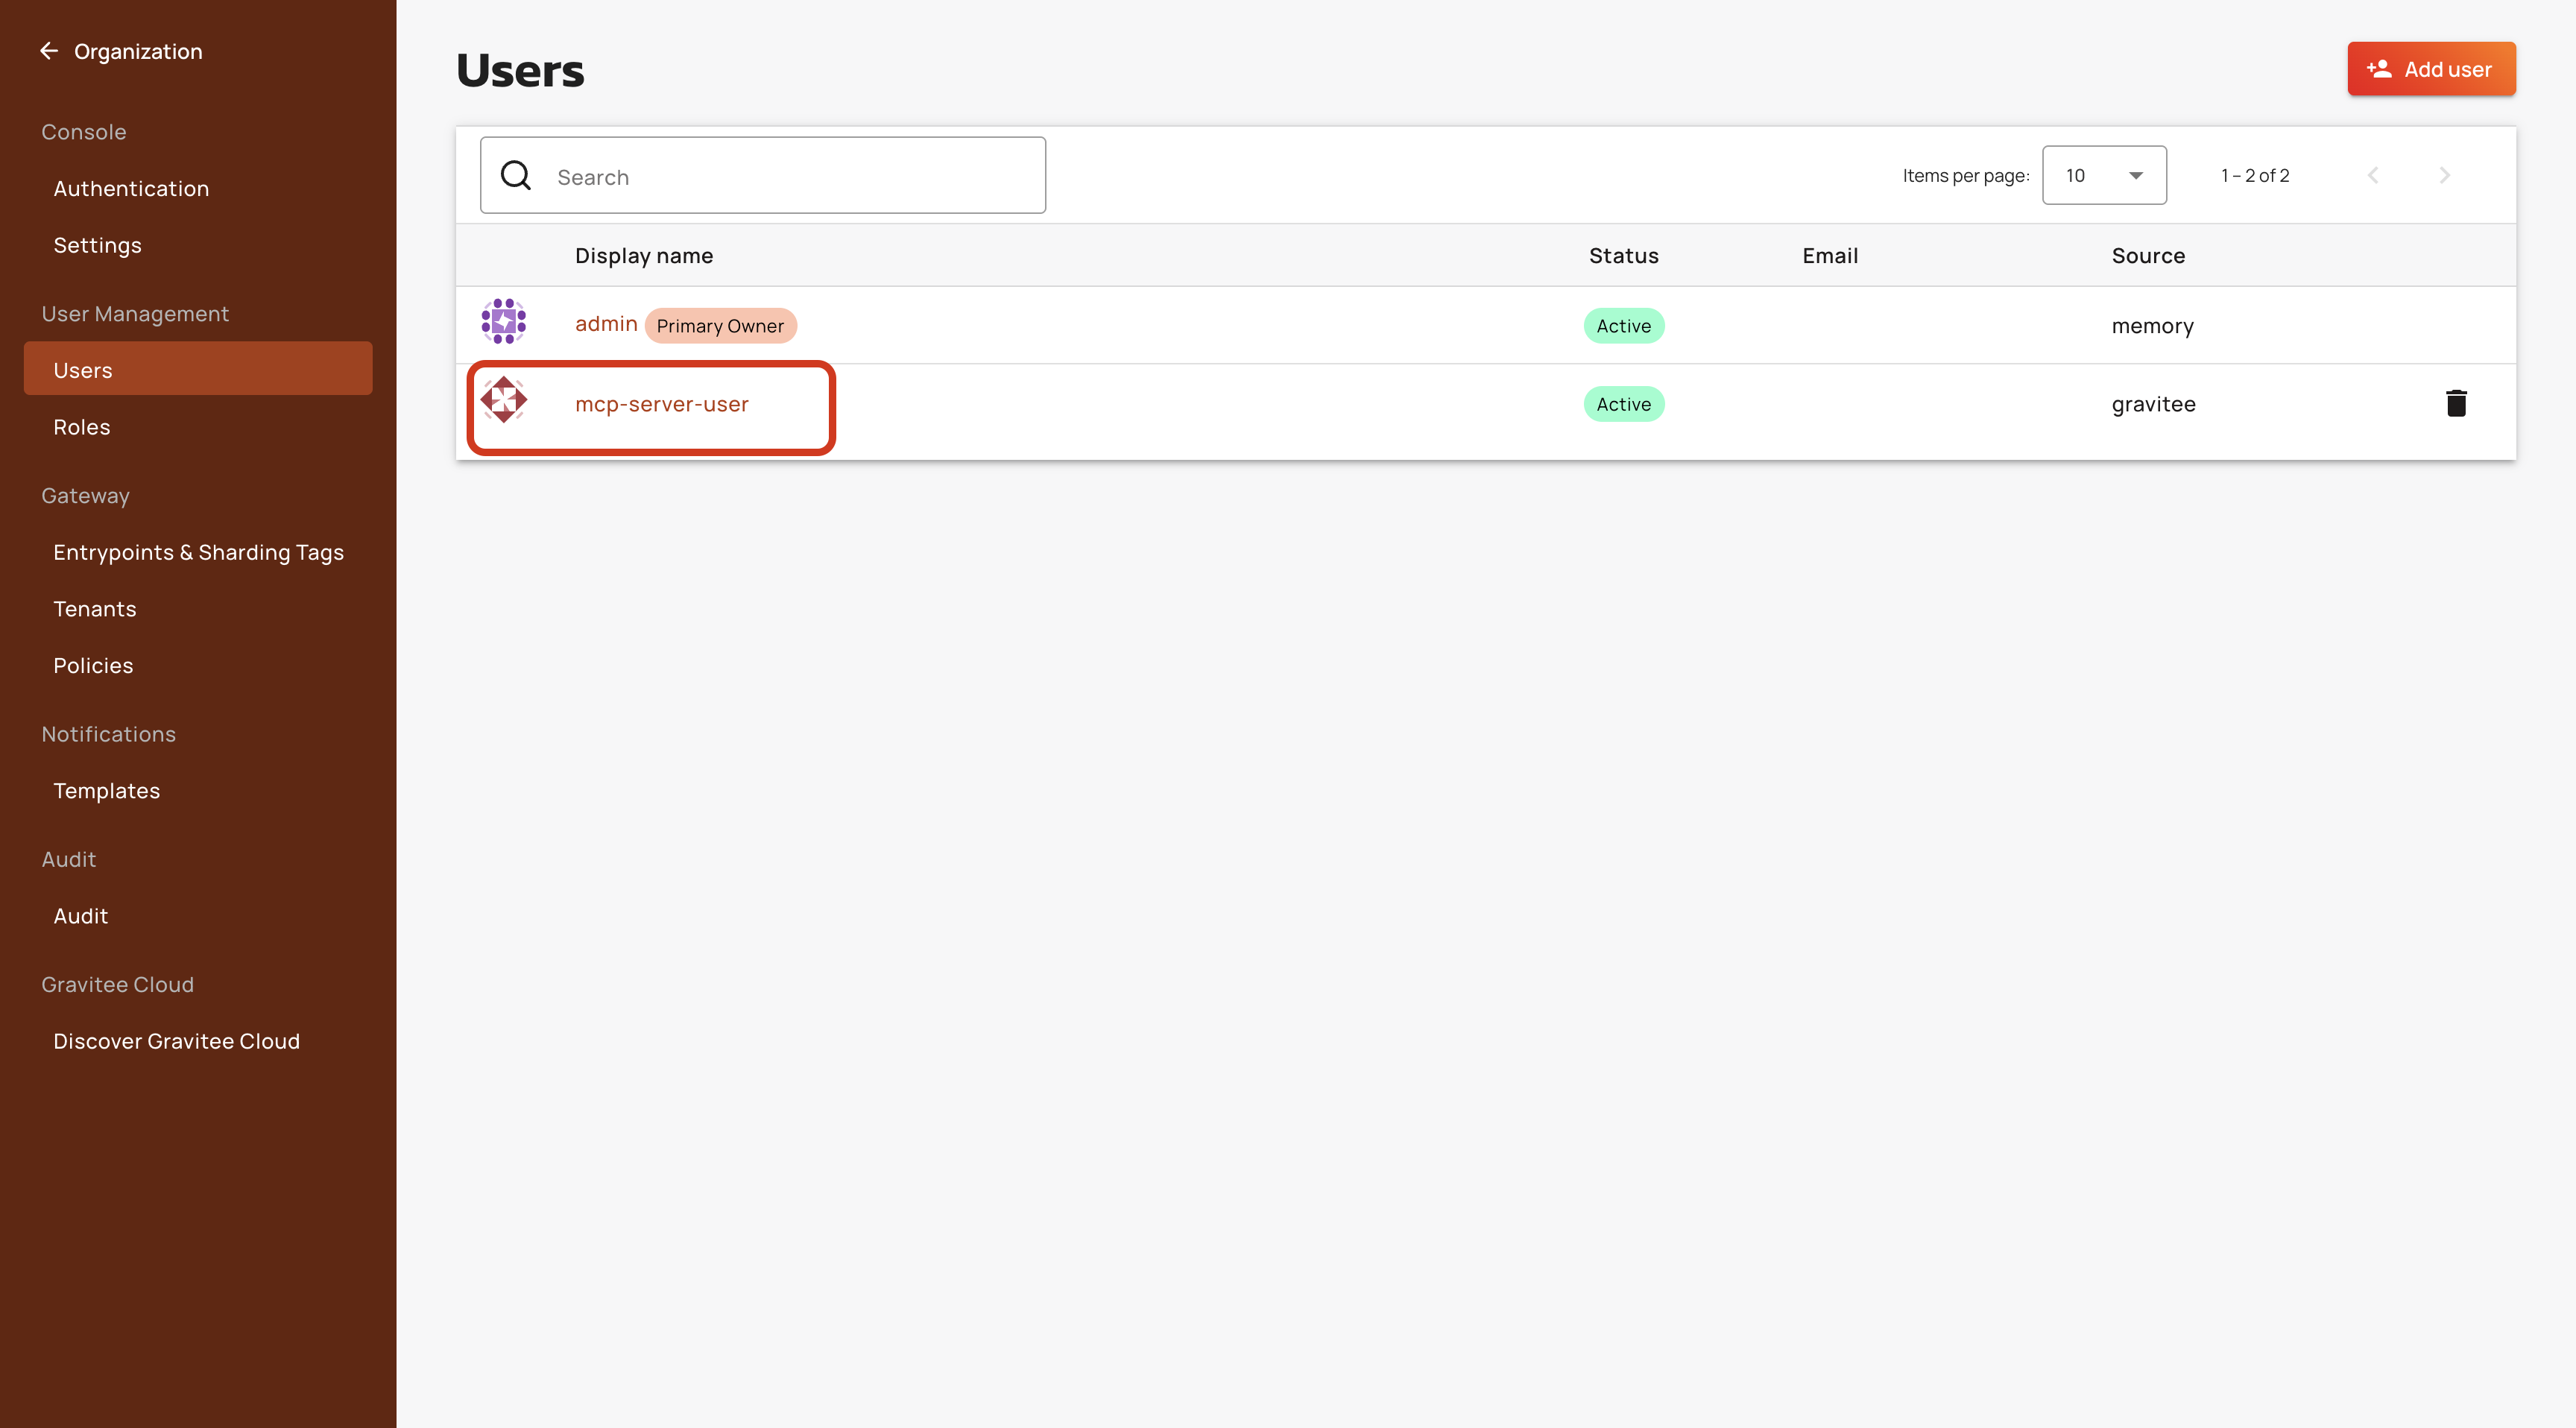 Organization
Console
Authentication
Settings
User Management
Users
Roles
Gateway
Entrypoints & Sharding Tags
Tenants
Policies
Notifications
Templates
Audit
Audit
Gravitee Cloud
Discover Gravitee Cloud
Users
Add user
Search
Items per page: 10 1 – 2 of 2
Display name Status Email Source
admin Primary Owner Active memory
mcp-server-user Active gravitee